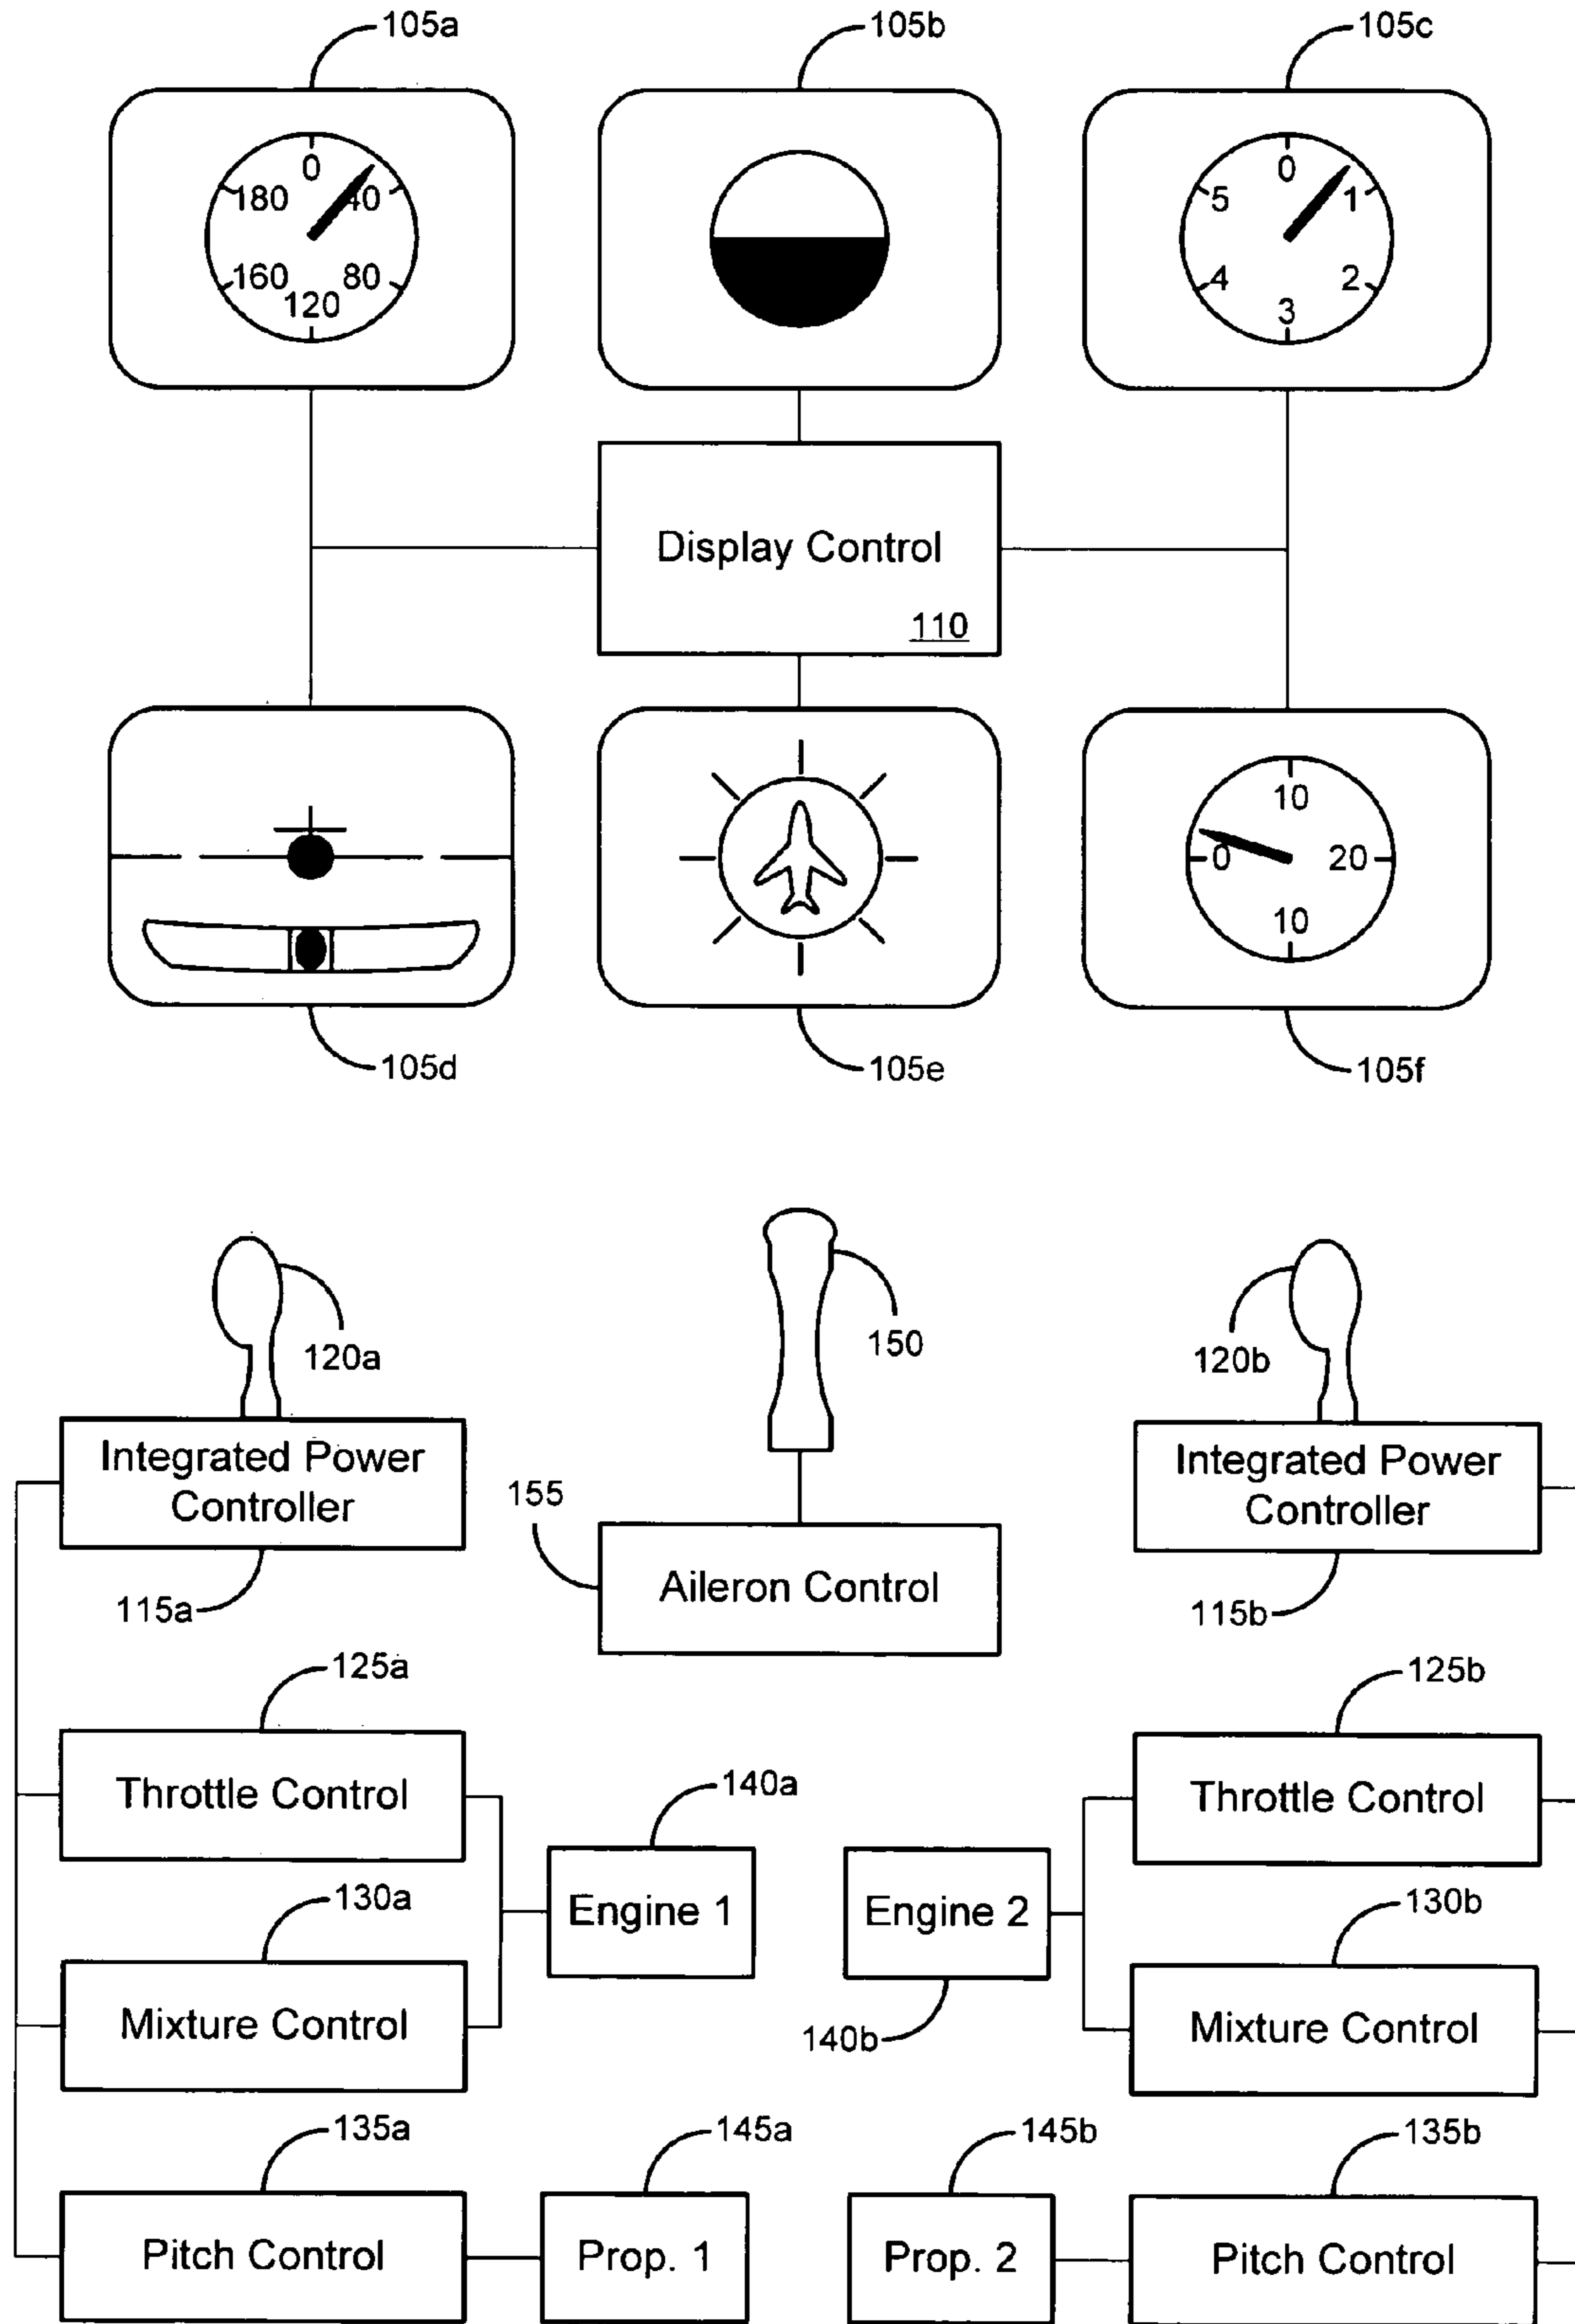 105a
105b
105c
0
180
40
160
80
120
0
5
1
4
2
3
Display Control
110
10
0
20
10
105d
105e
105f
120a
150
120b
Integrated Power
Controller
155
Integrated Power
Controller
115a
Aileron Control
115b
125a
125b
Throttle Control
140a
Throttle Control
130a
Engine 1
Engine 2
130b
Mixture Control
140b
Mixture Control
135a
145a
145b
135b
Pitch Control
Prop. 1
Prop. 2
Pitch Control